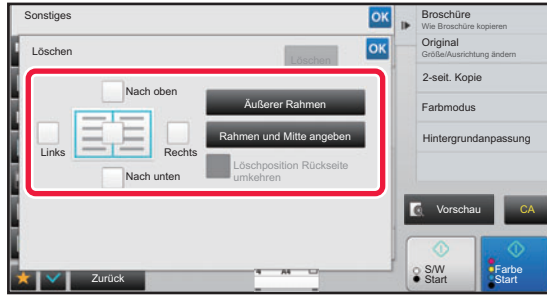 Sonstiges
OK
Löschen
Löschen
OK
Nach oben
Links
Rechts
Nach unten
Äußerer Rahmen
Rahmen und Mitte angeben
Löschposition Rückseite
umkehren
Zurück
A4
Broschüre
Wie Broschüre kopieren
Original
Größe/Ausrichtung ändern
2-seit. Kopie
Farbmodus
Hintergrundanpassung
Vorschau
CA
S/W
Start
Farbe
Start